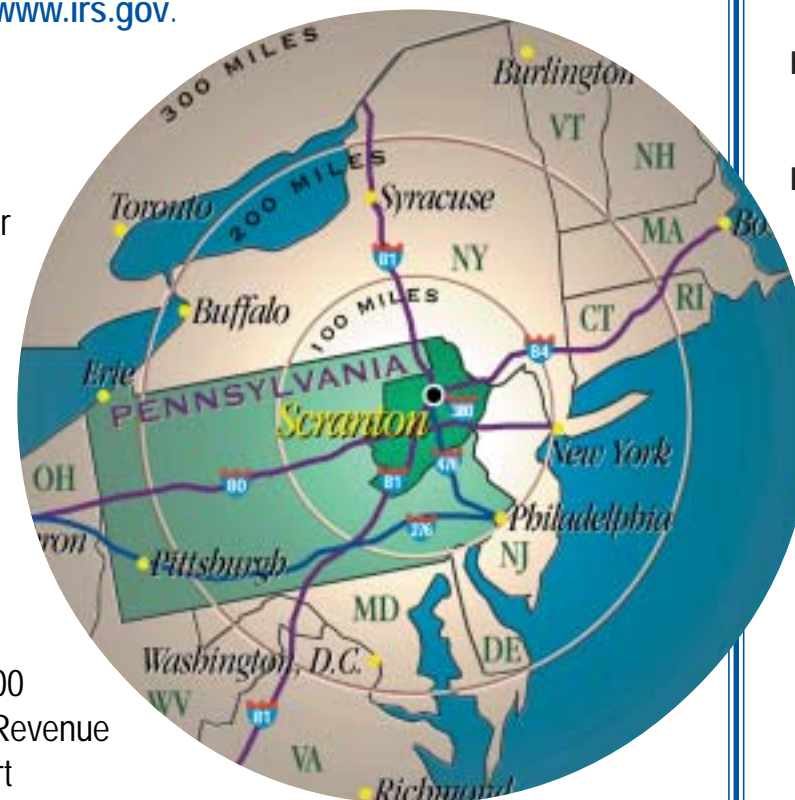 www.irs.gov.
300 MILES
Burlington
VT
NH
200 MILES
Toronto
Syracuse
MA
Bo
81
NY
100 MILES
Buffalo
CT
RI
84
Erie
PENNSYLVANIA
380
Scranton
New York
OH
80
81
476
Philadelphia
276
ron
Pittsburgh
NJ
MD
Washington, D.C.
DE
00
WV
81
Revenue
VA
rt
Richmond